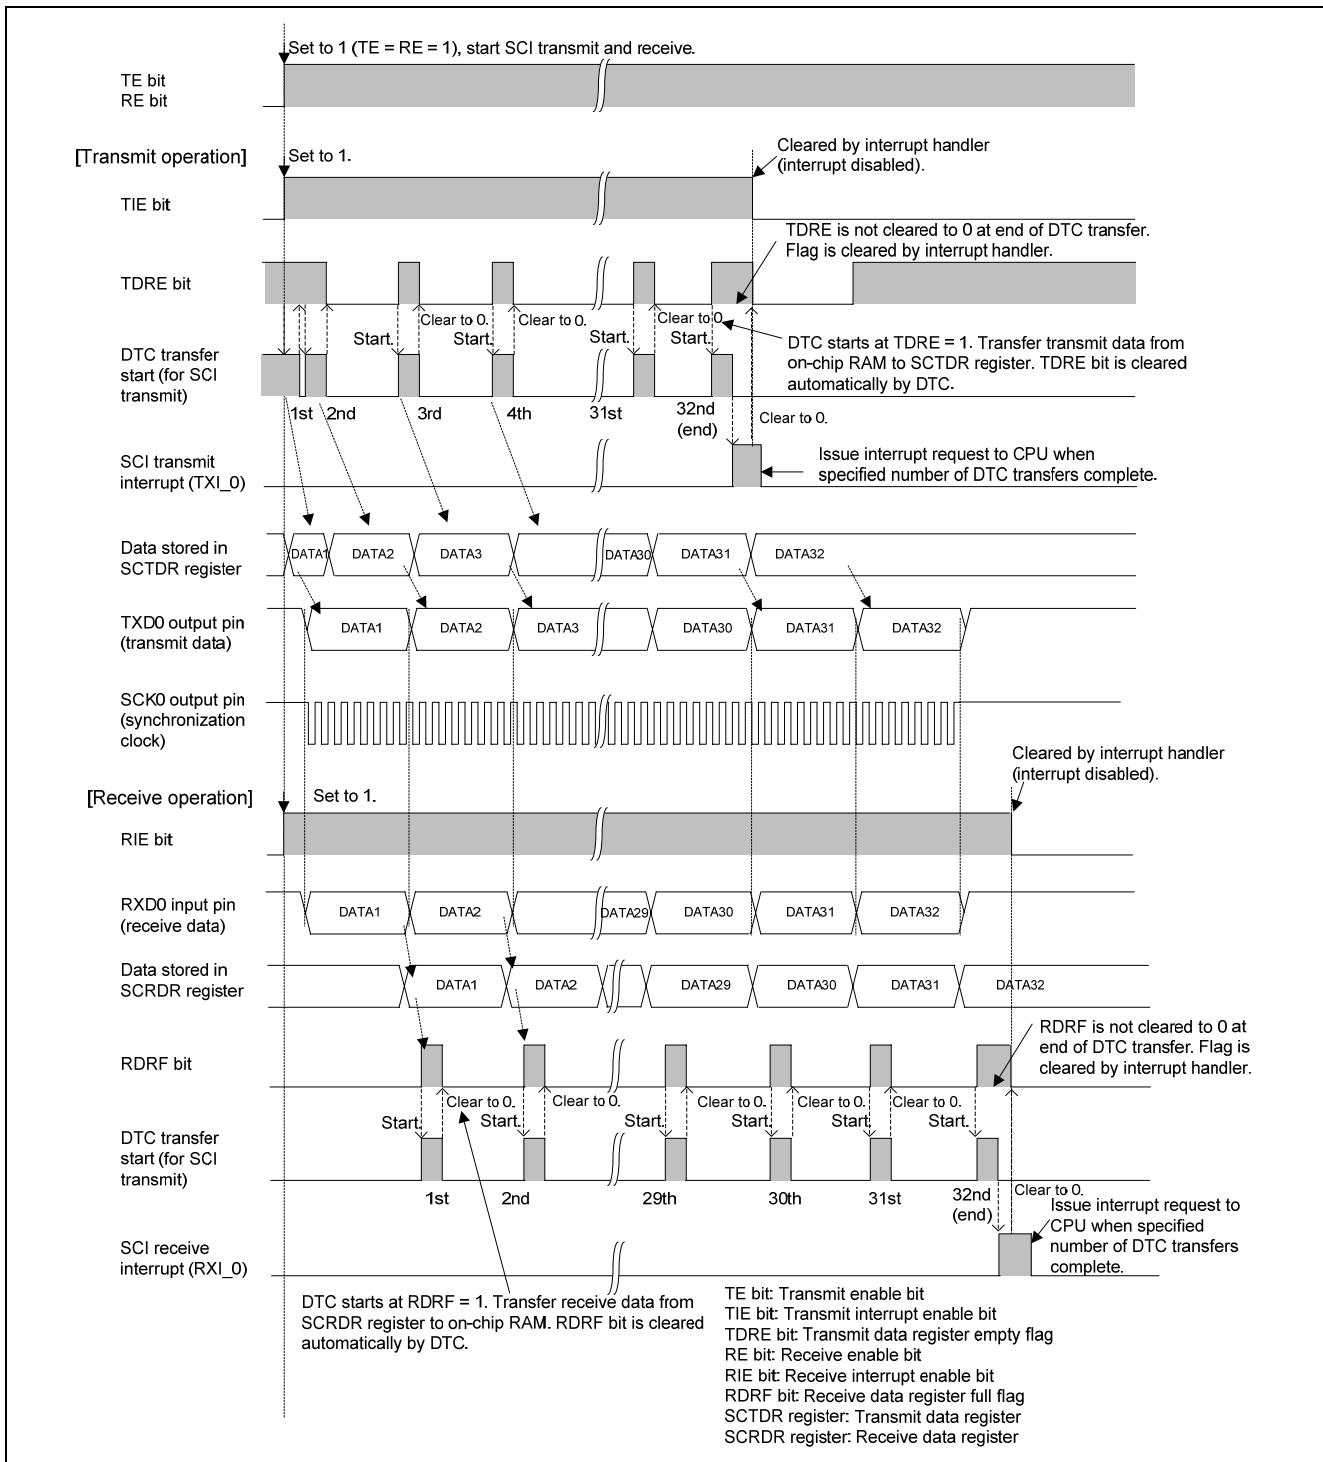 Set to 1 (TE = RE = 1), start SCI transmit and receive.
TE bit
RE bit
[Transmit operation]
Set to 1.
Cleared by interrupt handler
(interrupt disabled).
TIE bit
TDRE is not cleared to 0 at end of DTC transfer.
Flag is cleared by interrupt handler.
TDRE bit
Start.
Clear to 0.
Start.
Clear to 0.
Start.
Clear to 0.
Start.
DTC starts at TDRE = 1. Transfer transmit data from
on-chip RAM to SCTDR register. TDRE bit is cleared
automatically by DTC.
DTC transfer
start (for SCI
transmit)
1st
2nd
3rd
4th
31st
32nd
(end)
Clear to 0.
SCI transmit
interrupt (TXI_0)
Issue interrupt request to CPU when
specified number of DTC transfers complete.
Data stored in
SCTDR register
DATA1
DATA2
DATA3
DATA30
DATA31
DATA32
TXD0 output pin
(transmit data)
DATA1
DATA2
DATA3
DATA30
DATA31
DATA32
SCK0 output pin
(synchronization
clock)
Cleared by interrupt handler
(interrupt disabled).
[Receive operation]
Set to 1.
RIE bit
RXD0 input pin
(receive data)
DATA1
DATA2
DATA29
DATA30
DATA31
DATA32
Data stored in
SCRDR register
DATA1
DATA2
DATA29
DATA30
DATA31
DATA32
RDRF is not cleared to 0 at
end of DTC transfer. Flag is
cleared by interrupt handler.
RDRF bit
Start.
Clear to 0.
Start.
Clear to 0.
Start.
Clear to 0.
Start.
Clear to 0.
Start.
Clear to 0.
Start.
DTC transfer
start (for SCI
transmit)
1st
2nd
29th
30th
31st
32nd
(end)
Clear to 0.
Issue interrupt request to
CPU when specified
number of DTC transfers
complete.
SCI receive
interrupt (RXI_0)
DTC starts at RDRF = 1. Transfer receive data from
SCRDR register to on-chip RAM. RDRF bit is cleared
automatically by DTC.
TE bit: Transmit enable bit
TIE bit: Transmit interrupt enable bit
TDRE bit: Transmit data register empty flag
RE bit: Receive enable bit
RIE bit: Receive interrupt enable bit
RDRF bit: Receive data register full flag
SCTDR register: Transmit data register
SCRDR register: Receive data register